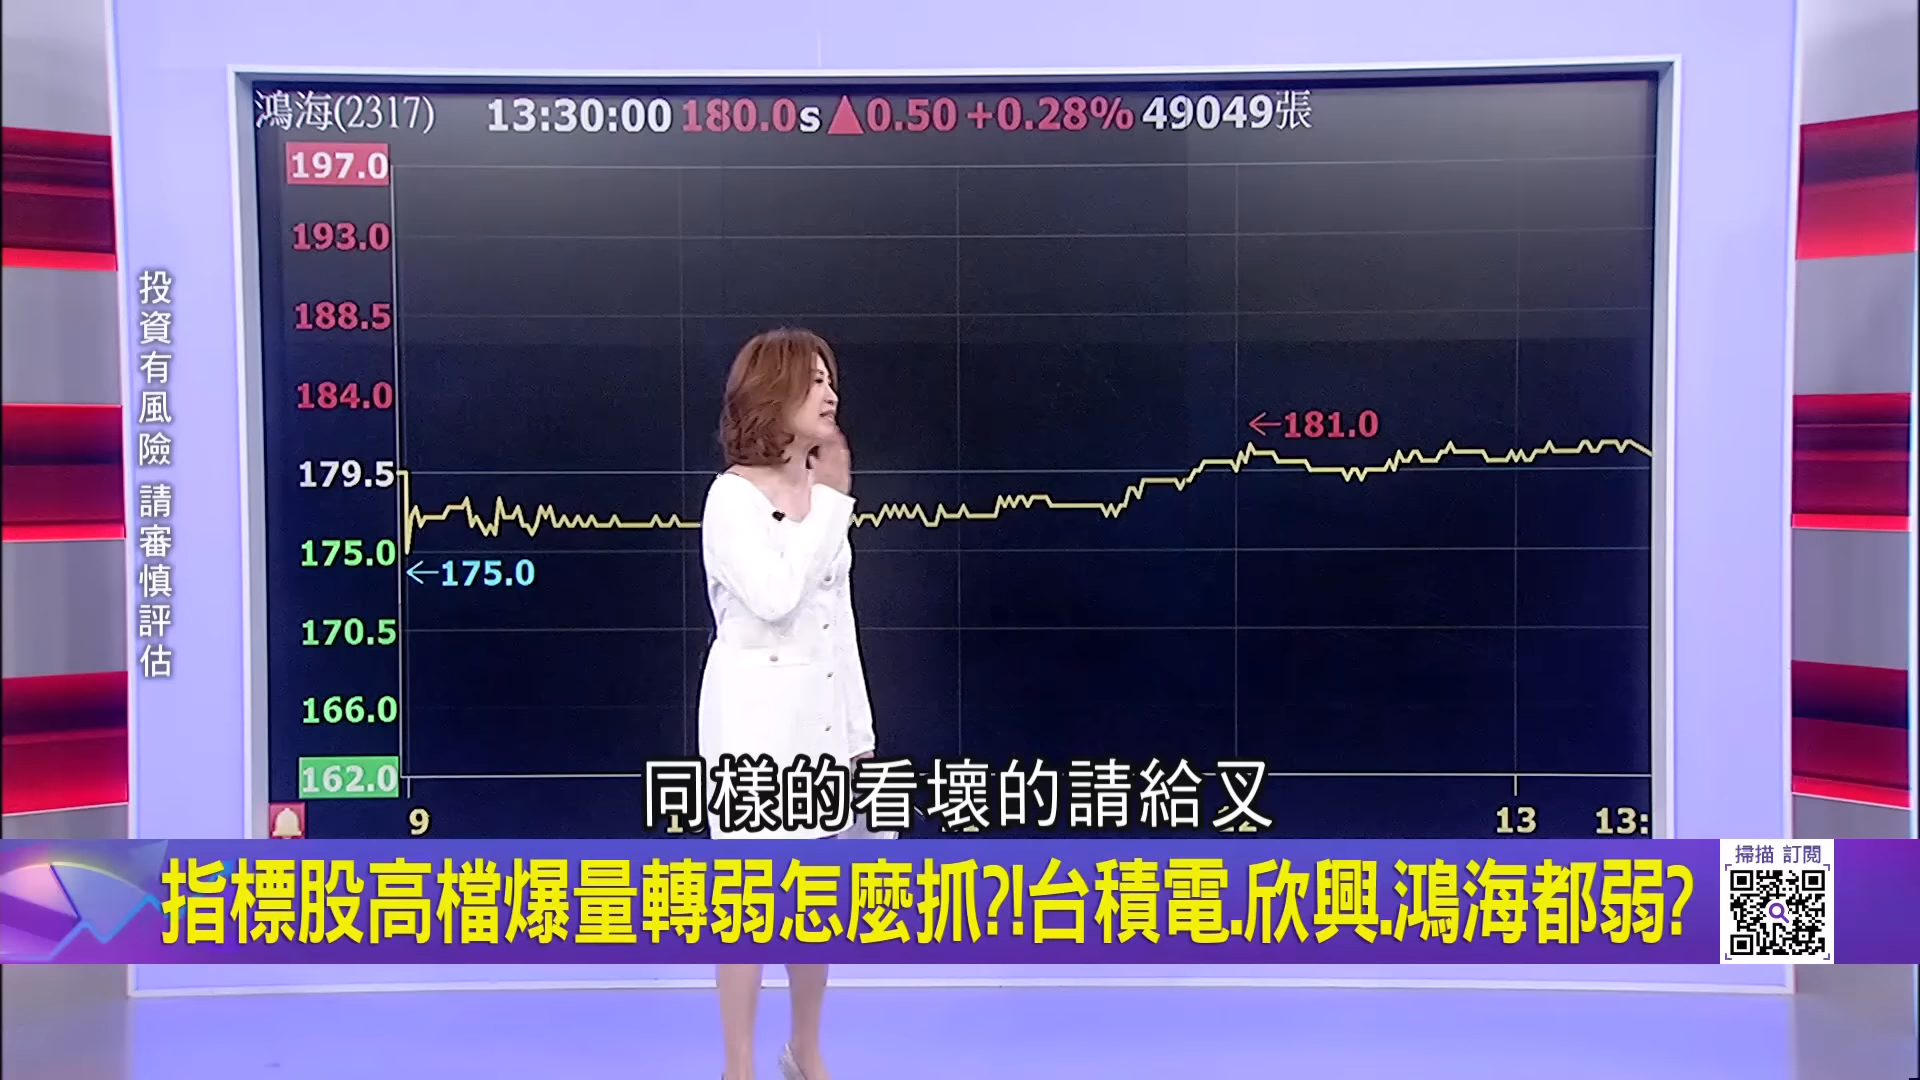 鴻海(2317) 13:30:00 180.0s▲0.50 +0.28% 49049張
197.0
193.0
188.5
184.0
←181.0
179.5
175.0
←175.0
170.5
166.0
162.0
9 13 13:
投資有風險 請審慎評估
同樣的看壞的請給叉
指標股高檔爆量轉弱怎麼抓?!台積電.欣興.鴻海都弱?
掃描 訂閱